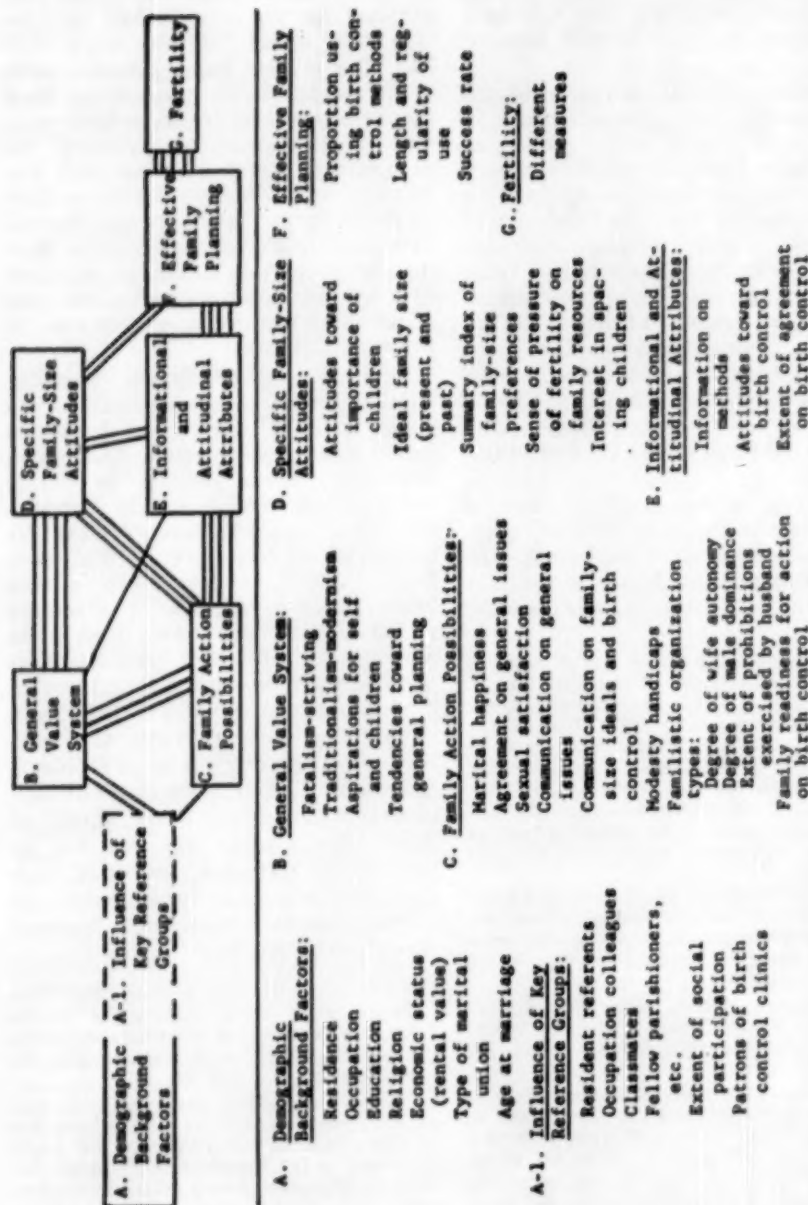 A. Demographic
Background
Factors
A-1. Influence of
Key Reference
Groups
B. General
Value
System
C. Family Action
Possibilities
D. Specific
Family-Size
Attitudes
E. Informational
and
Attitudinal
Attributes
F. Effective
Family
Planning
G. Fertility
A. Demographic
Background Factors:
Residence
Occupation
Education
Religion
Economic status
(rental value)
Type of marital
union
Age at marriage
A-1. Influence of Key
Reference Groups:
Resident referents
Occupation colleagues
Classmates
Fellow parishioners,
etc.
Extent of social
participation
Patrons of birth
control clinics
B. General Value System:
Fatalism-striving
Traditionalism-modernism
Aspirations for self
and children
Tendencies toward
general planning
C. Family Action Possibilities:
Marital happiness
Agreement on general issues
Sexual satisfaction
Communication on general
issues
Communication on family-
size ideals and birth
control
Modesty handicaps
Familistic organization
types:
Degree of wife autonomy
Degree of male dominance
Extent of prohibitions
exercised by husband
Family readiness for action
on birth control
D. Specific Family-Size
Attitudes:
Attitudes toward
importance of
children
Ideal family size
(present and
past)
Summary index of
family-size
preferences
Sense of pressure
of fertility on
family resources
Interest in spac-
ing children
E. Informational and At-
titudinal Attributes:
Information on
methods
Attitudes toward
birth control
Extent of agreement
on birth control
F. Effective Family
Planning:
Proportion us-
ing birth con-
trol methods
Length and reg-
ularity of
use
Success rate
G. Fertility:
Different
measures